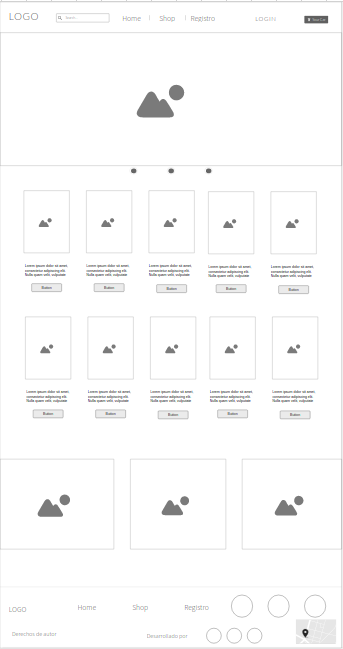 LOGO
Search
Home
Shop
Registro
LOGIN
Lorem ipsum dolor sit amet,
consectetur adipiscing elit.
Nulla quam velit, vulputate
Lorem ipsum dolor sit amet,
consectetur adipiscing elit.
Nulla quam velit, vulputate
Lorem ipsum dolor sit amet,
consectetur adipiscing elit.
Nulla quam velit, vulputate
Lorem ipsum dolor sit amet,
consectetur adipiscing elit.
Nulla quam velit, vulputate
Lorem ipsum dolor sit amet,
consectetur adipiscing elit.
Nulla quam velit, vulputate
Button
Button
Button
Button
Button
Lorem ipsum dolor sit amet,
consectetur adipiscing elit.
Nulla quam velit, vulputate
Lorem ipsum dolor sit amet,
consectetur adipiscing elit.
Nulla quam velit, vulputate
Lorem ipsum dolor sit amet,
consectetur adipiscing elit.
Nulla quam velit, vulputate
Lorem ipsum dolor sit amet,
consectetur adipiscing elit.
Nulla quam velit, vulputate
Lorem ipsum dolor sit amet,
consectetur adipiscing elit.
Nulla quam velit, vulputate
Button
Button
Button
Button
Button
LOGO
Home
Shop
Registro
Derechos de autor
Desarrollado por